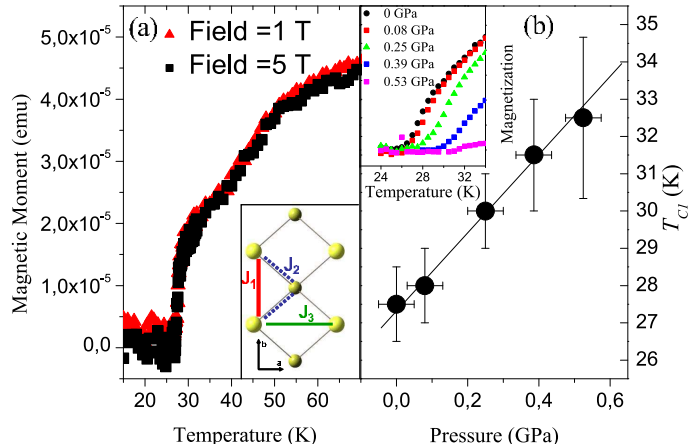 (a)
Field =1 T
Field =5 T
5,0x10-5
4,0x10-5
3,0x10-5
2,0x10-5
1,0x10-5
0,0
Magnetic Moment (emu)
20 30 40 50 60 70
Temperature (K)
J1
J2
J3
b
a
0 GPa
0.08 GPa
0.25 GPa
0.39 GPa
0.53 GPa
24 28 32
Temperature (K)
Magnetization
(b)
35
34
33
32
31
30
29
28
27
26
TC1 (K)
0,0 0,2 0,4 0,6
Pressure (GPa)